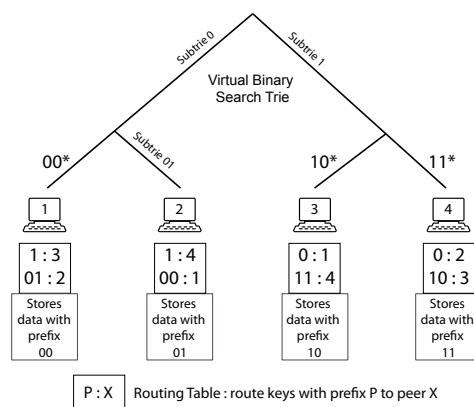 Subtrie 0
Subtrie 1
Virtual Binary
Search Trie
00*
Subtrie 01
10*
11*
1
2
3
4
1 : 3
01 : 2
1 : 4
00 : 1
0 : 1
11 : 4
0 : 2
10 : 3
Stores
data with
prefix
00
Stores
data with
prefix
01
Stores
data with
prefix
10
Stores
data with
prefix
11
P : X
Routing Table : route keys with prefix P to peer X